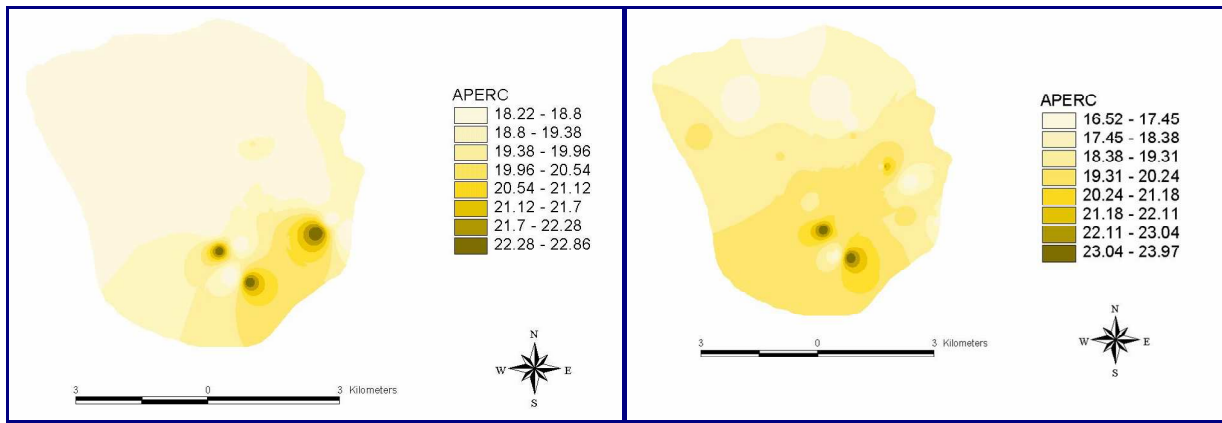 APERC
18.22 - 18.8
18.8 - 19.38
19.38 - 19.96
19.96 - 20.54
20.54 - 21.12
21.12 - 21.7
21.7 - 22.28
22.28 - 22.86
N
W E
S
3 0 3 Kilometers
APERC
16.52 - 17.45
17.45 - 18.38
18.38 - 19.31
19.31 - 20.24
20.24 - 21.18
21.18 - 22.11
22.11 - 23.04
23.04 - 23.97
N
W E
S
3 0 3 Kilometers